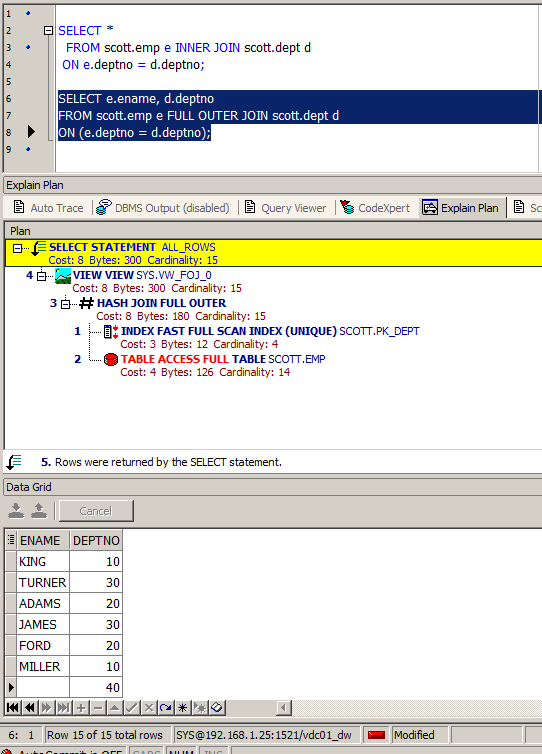 1
2 SELECT *
3 FROM scott.emp e INNER JOIN scott.dept d
4 ON e.deptno = d.deptno;
5
6 SELECT e.ename, d.deptno
7 FROM scott.emp e FULL OUTER JOIN scott.dept d
8 ON (e.deptno = d.deptno);
9
Explain Plan
Auto Trace DBMS Output (disabled) Query Viewer CodeXpert Explain Plan Sc
Plan
SELECT STATEMENT ALL_ROWS
Cost: 8 Bytes: 300 Cardinality: 15
4 VIEW VIEW SYS.VW_FOJ_0
Cost: 8 Bytes: 300 Cardinality: 15
3 HASH JOIN FULL OUTER
Cost: 8 Bytes: 180 Cardinality: 15
1 INDEX FAST FULL SCAN INDEX (UNIQUE) SCOTT.PK_DEPT
Cost: 3 Bytes: 12 Cardinality: 4
2 TABLE ACCESS FULL TABLE SCOTT.EMP
Cost: 4 Bytes: 126 Cardinality: 14
5. Rows were returned by the SELECT statement.
Data Grid
Cancel
ENAME DEPTNO
KING 10
TURNER 30
ADAMS 20
JAMES 30
FORD 20
MILLER 10
40
6: 1 Row 15 of 15 total rows SYS@192.168.1.25:1521/vdc01_dw Modified
AutoCommit is OFF CAPS NUM INS